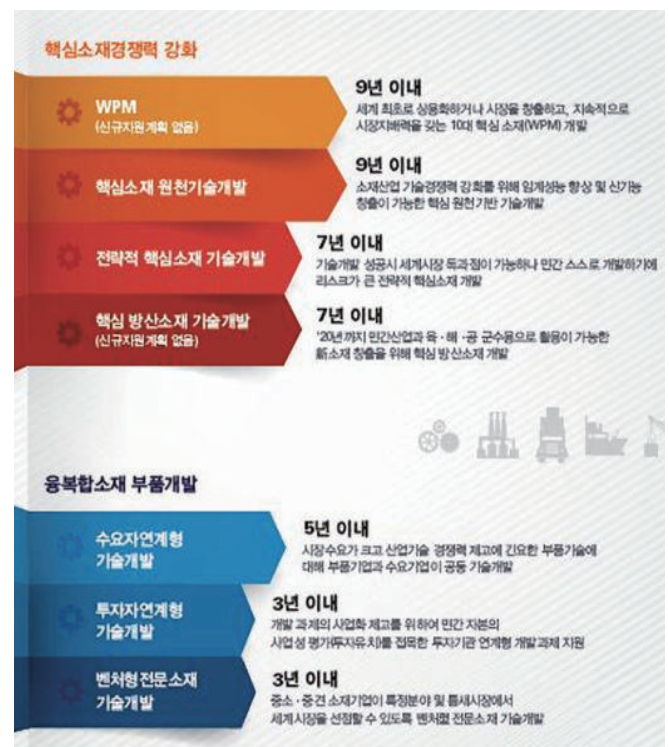 핵심소재경쟁력 강화
WPM
(신규지원계획 없음)
9년 이내
세계 최초로 상용화하거나 시장을 창출하고, 지속적으로
시장지배력을 갖는 10대 핵심 소재(WPM) 개발
핵심소재 원천기술개발
9년 이내
소재산업 기술경쟁력 강화를 위해 임계성능 향상 및 신기능
창출이 가능한 핵심 원천기반 기술개발
전략적 핵심소재 기술개발
7년 이내
기술개발 성공시 세계시장 독과점이 가능하나 민간 스스로 개발하기에
리스크가 큰 전략적 핵심소재 개발
핵심 방산소재 기술개발
(신규지원계획 없음)
7년 이내
'20년까지 민간산업과 육·해·공 군수용으로 활용이 가능한
新소재 창출을 위해 핵심 방산소재 개발
융복합소재 부품개발
수요자연계형
기술개발
5년 이내
시장수요가 크고 산업기술 경쟁력 제고에 긴요한 부품기술에
대해 부품기업과 수요기업이 공동 기술개발
투자자연계형
기술개발
3년 이내
개발 과제의 사업화 제고를 위하여 민간 자본의
사업성 평가(투자유치)를 접목한 투자기관 연계형 개발과제 지원
벤처형전문소재
기술개발
3년 이내
중소·중견 소재기업이 특정분야 및 틈새시장에서
세계시장을 선점할 수 있도록 벤처형 전문소재 기술개발